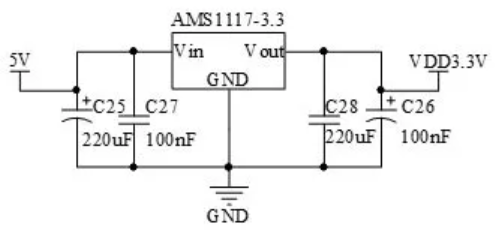 AMS1117-3.3
Vin Vout
GND
5V
VDD3.3V
C25
220uF
C27
100nF
C28
220uF
C26
100nF
GND